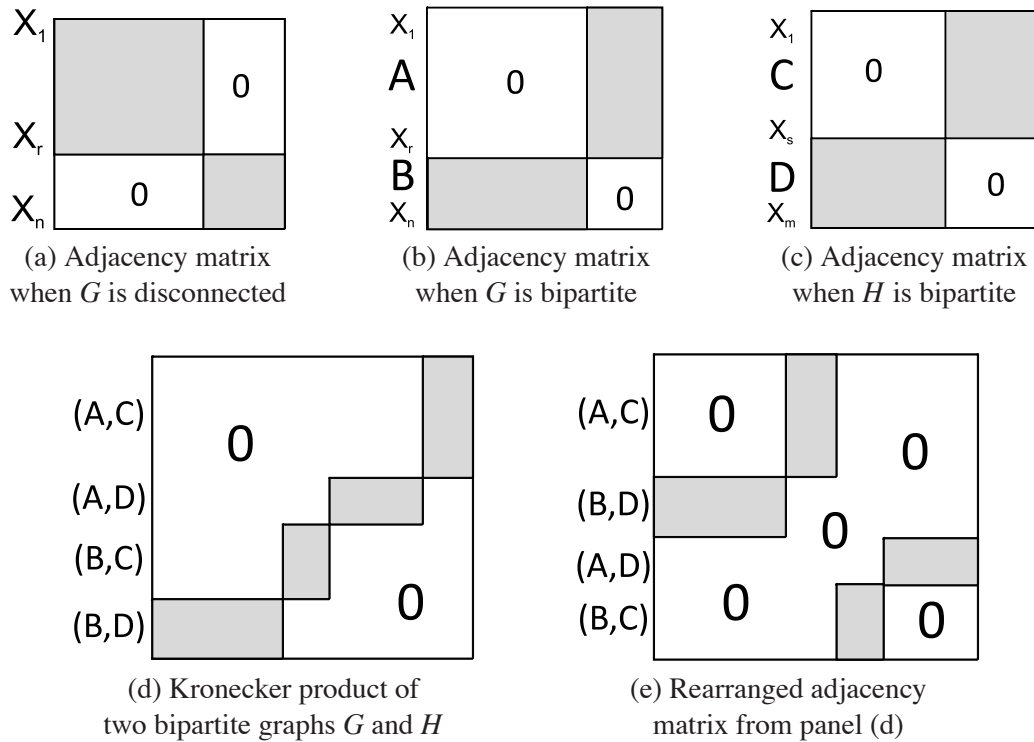 X1
Xr
Xn
0
0
(a) Adjacency matrix
when G is disconnected
X1
A
Xr
B
Xn
0
0
(b) Adjacency matrix
when G is bipartite
X1
C
Xs
D
Xm
0
0
(c) Adjacency matrix
when H is bipartite
(A,C)
(A,D)
(B,C)
(B,D)
0
0
(d) Kronecker product of
two bipartite graphs G and H
(A,C)
(B,D)
(A,D)
(B,C)
0
0
0
0
0
(e) Rearranged adjacency
matrix from panel (d)